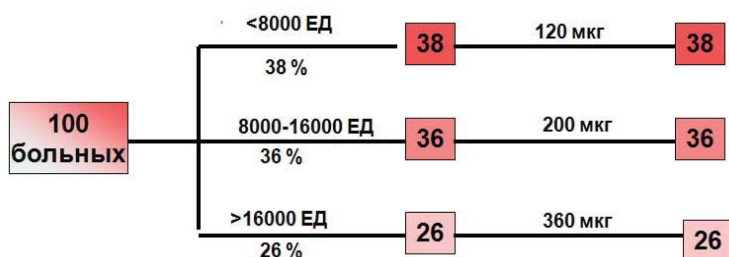 <8000 ЕД
38 %
38
120 мкг
38
100
больных
8000-16000 ЕД
36 %
36
200 мкг
36
>16000 ЕД
26 %
26
360 мкг
26